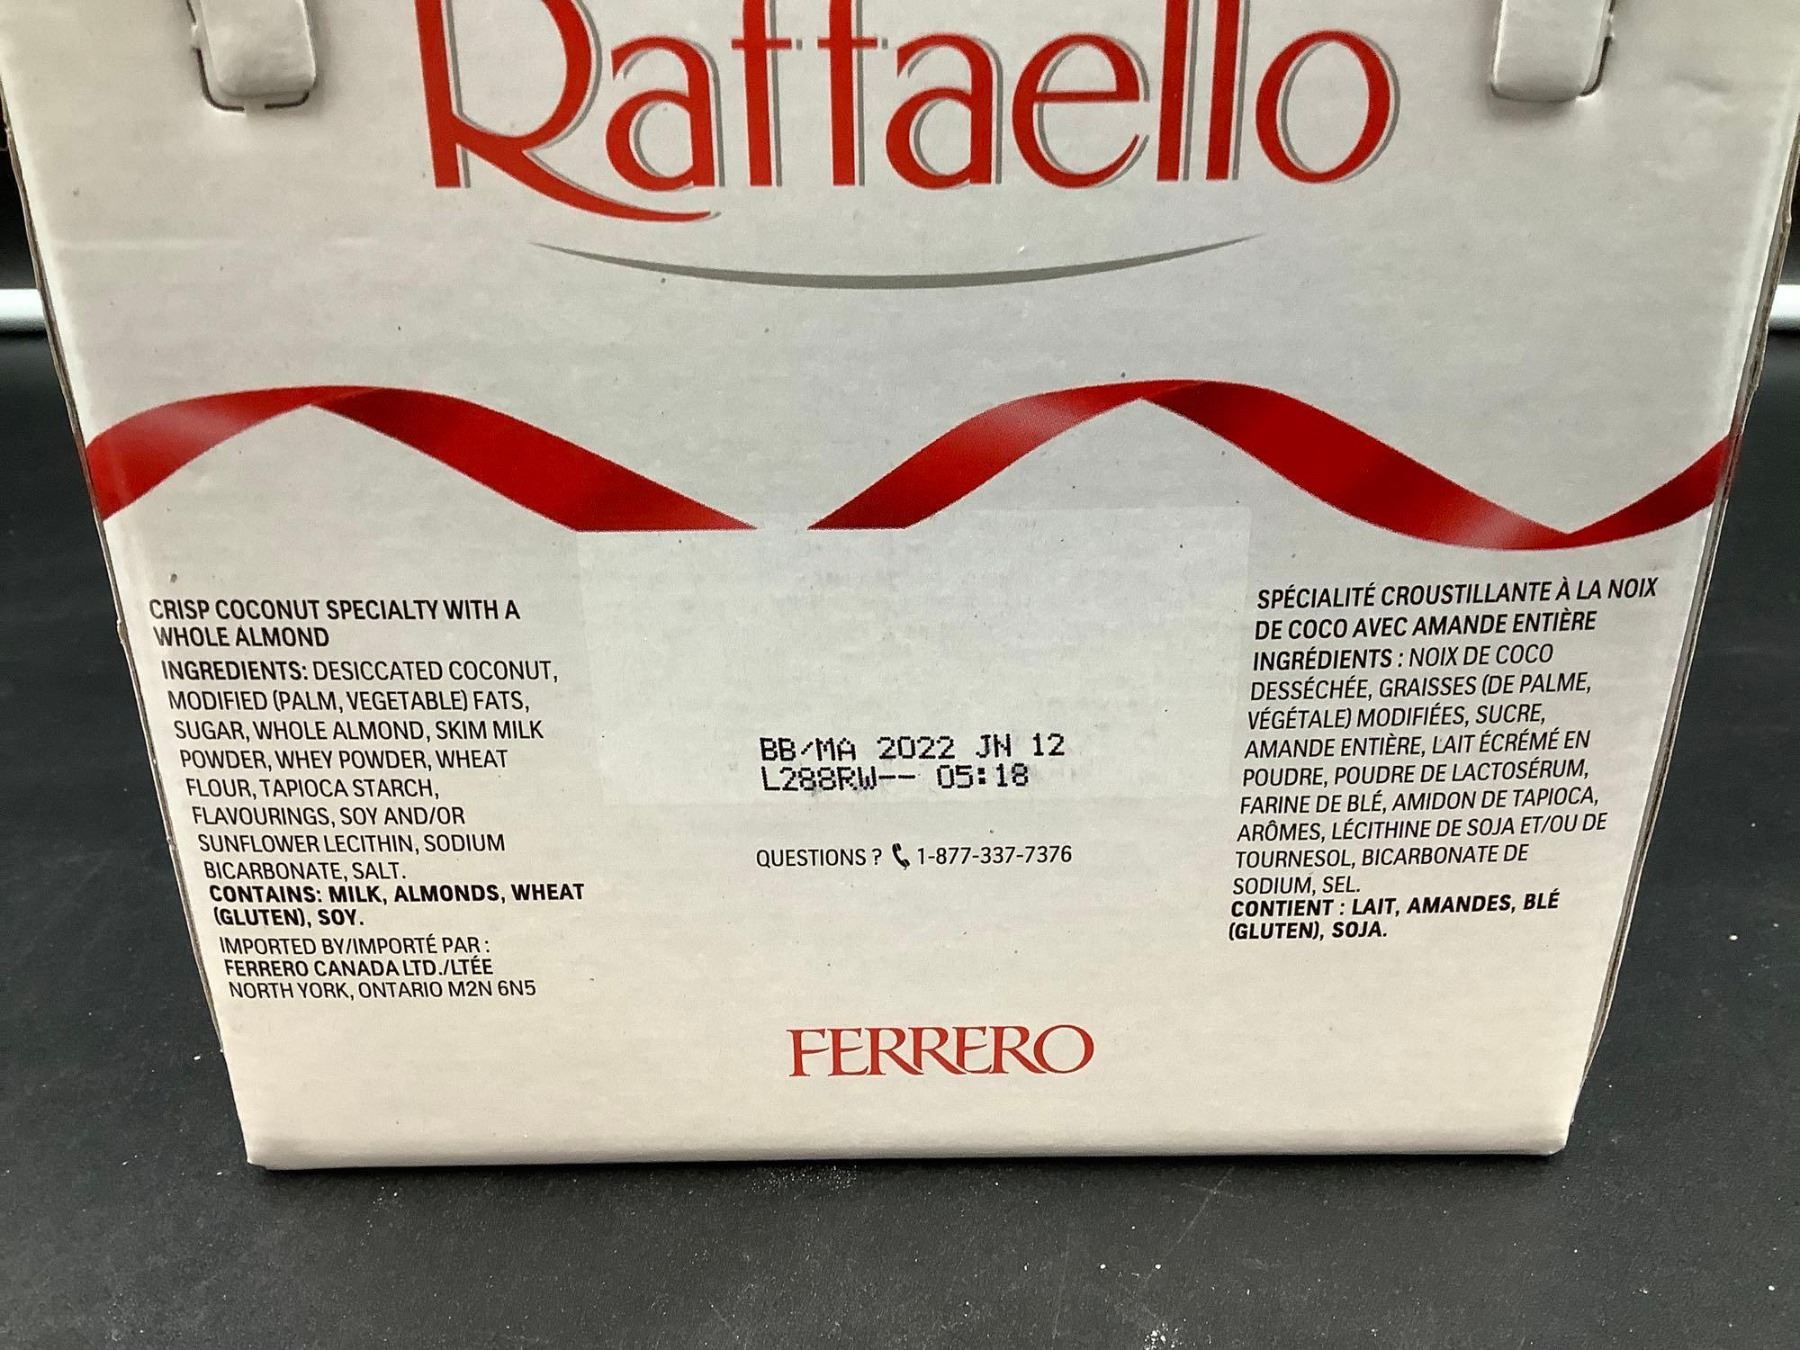 Raffaello
CRISP COCONUT SPECIALTY WITH A
WHOLE ALMOND
INGREDIENTS: DESICCATED COCONUT,
MODIFIED (PALM, VEGETABLE) FATS,
SUGAR, WHOLE ALMOND, SKIM MILK
POWDER, WHEY POWDER, WHEAT
FLOUR, TAPIOCA STARCH,
FLAVOURINGS, SOY AND/OR
SUNFLOWER LECITHIN, SODIUM
BICARBONATE, SALT.
CONTAINS: MILK, ALMONDS, WHEAT
(GLUTEN), SOY.
IMPORTED BY/IMPORTÉ PAR :
FERRERO CANADA LTD./LTÉE
NORTH YORK, ONTARIO M2N 6N5
BB/MA 2022 JN 12
L288RW-- 05:18
QUESTIONS ? 1-877-337-7376
SPÉCIALITÉ CROUSTILLANTE À LA NOIX
DE COCO AVEC AMANDE ENTIÈRE
INGRÉDIENTS : NOIX DE COCO
DESSÉCHÉE, GRAISSES (DE PALME,
VÉGÉTALE) MODIFIÉES, SUCRE,
AMANDE ENTIÈRE, LAIT ÉCRÉMÉ EN
POUDRE, POUDRE DE LACTOSÉRUM,
FARINE DE BLÉ, AMIDON DE TAPIOCA,
ARÔMES, LÉCITHINE DE SOJA ET/OU DE
TOURNESOL, BICARBONATE DE
SODIUM, SEL.
CONTIENT : LAIT, AMANDES, BLÉ
(GLUTEN), SOJA.
FERRERO